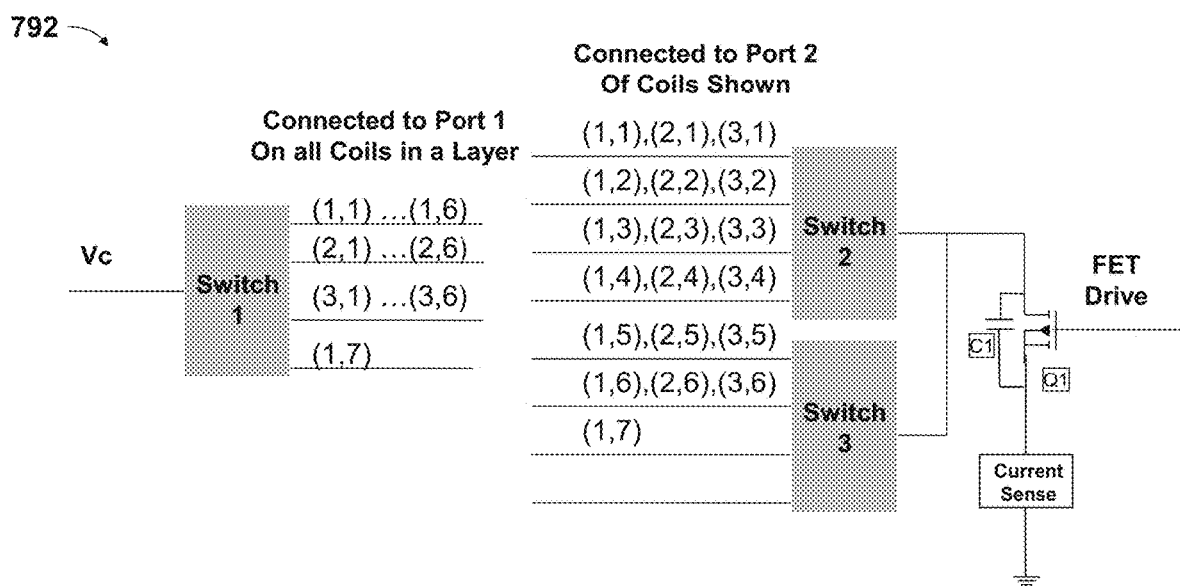 792
Connected to Port 2
Of Coils Shown
Connected to Port 1
On all Coils in a Layer
Vc
Switch
1
(1,1) ...(1,6)
(2,1) ...(2,6)
(3,1) ...(3,6)
(1,7)
(1,1),(2,1),(3,1)
(1,2),(2,2),(3,2)
(1,3),(2,3),(3,3)
(1,4),(2,4),(3,4)
Switch
2
(1,5),(2,5),(3,5)
(1,6),(2,6),(3,6)
(1,7)
Switch
3
FET
Drive
C1
Q1
Current
Sense